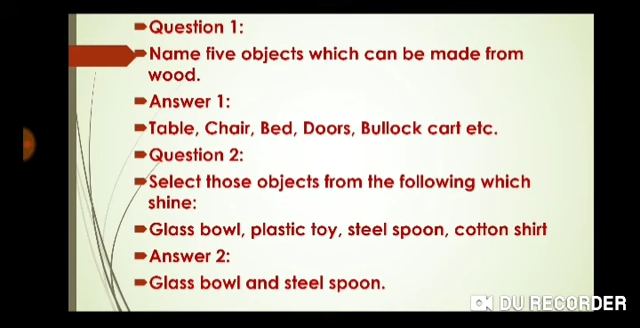 Question 1:
Name five objects which can be made from
wood.
Answer 1:
Table, Chair, Bed, Doors, Bullock cart etc.
Question 2:
Select those objects from the following which
shine:
Glass bowl, plastic toy, steel spoon, cotton shirt
Answer 2:
Glass bowl and steel spoon.
DU RECORDER